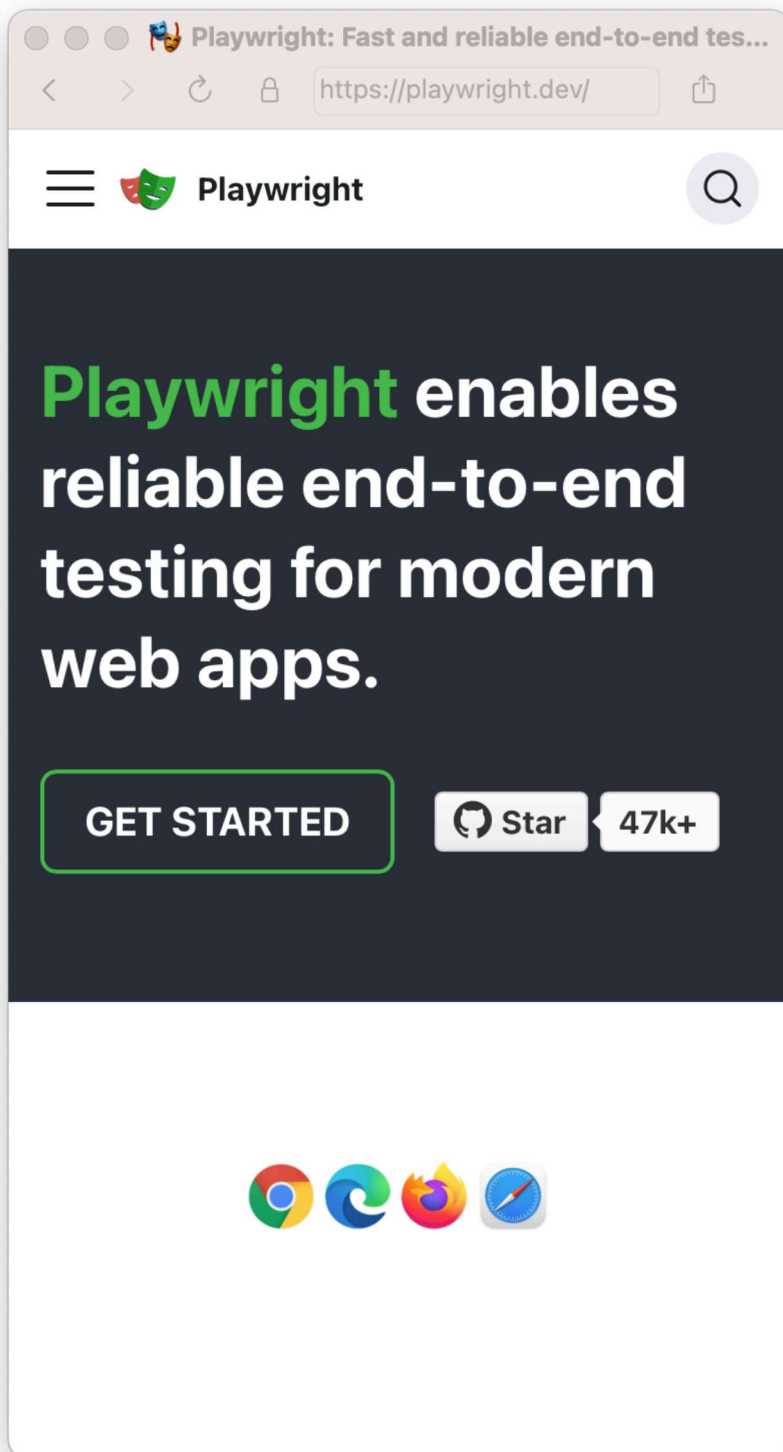 Playwright: Fast and reliable end-to-end tes...
https://playwright.dev/
Playwright
Playwright enables
reliable end-to-end
testing for modern
web apps.
GET STARTED
Star
47k+